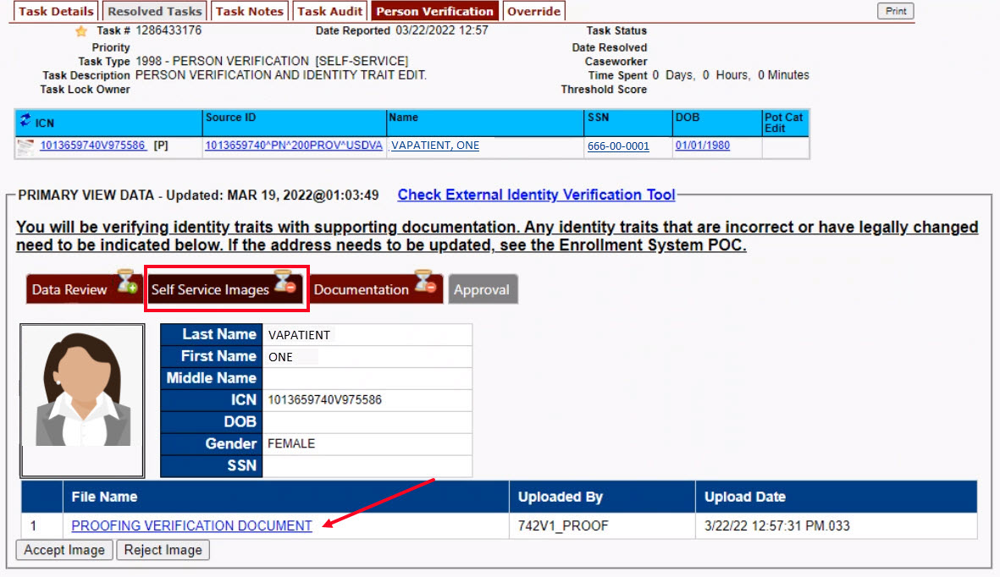 Task Details Resolved Tasks Task Notes Task Audit Person Verification Override Print
Task # 1286433176 Date Reported 03/22/2022 12:57 Task Status
Priority Date Resolved
Task Type 1998 - PERSON VERIFICATION [SELF-SERVICE] Caseworker
Task Description PERSON VERIFICATION AND IDENTITY TRAIT EDIT. Time Spent 0 Days, 0 Hours, 0 Minutes
Task Lock Owner Threshold Score
ICN Source ID Name SSN DOB Pot Cat Edit
1013659740V975586 [P] 1013659740^PN^200PROV^USDVA VAPATIENT, ONE 666-00-0001 01/01/1980
PRIMARY VIEW DATA - Updated: MAR 19, 2022@01:03:49 Check External Identity Verification Tool
You will be verifying identity traits with supporting documentation. Any identity traits that are incorrect or have legally changed
need to be indicated below. If the address needs to be updated, see the Enrollment System POC.
Data Review Self Service Images Documentation Approval
Last Name VAPATIENT
First Name ONE
Middle Name
ICN 1013659740V975586
DOB
Gender FEMALE
SSN
File Name Uploaded By Upload Date
1 PROOFING VERIFICATION DOCUMENT 742V1_PROOF 3/22/22 12:57:31 PM.033
Accept Image Reject Image